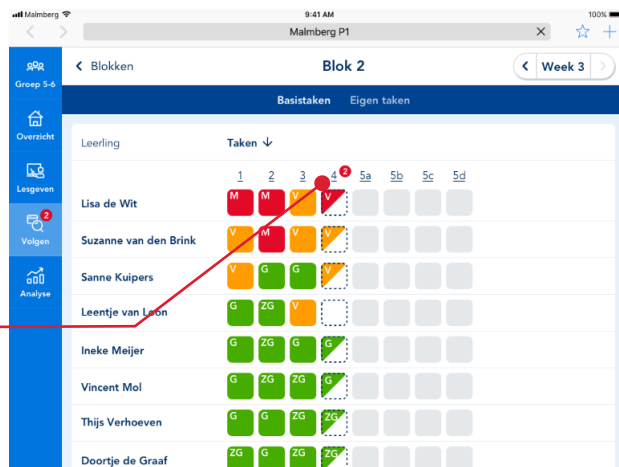 Malmberg 9:41 AM 100%
Malmberg P1
Groep 5-6
Overzicht
Lesgeven
2
Volgen
Analyse
Blokken Blok 2 Week 3
Basistaken Eigen taken
Leerling Taken
1 2 3 4 2 5a 5b 5c 5d
Lisa de Wit M M V V
Suzanne van den Brink V M V V
Sanne Kuipers V G G V
Leentje van Loon G ZG V
Ineke Meijer G ZG G G
Vincent Mol G ZG ZG G
Thijs Verhoeven G G ZG ZG
Doortje de Graaf ZG G ZG ZG